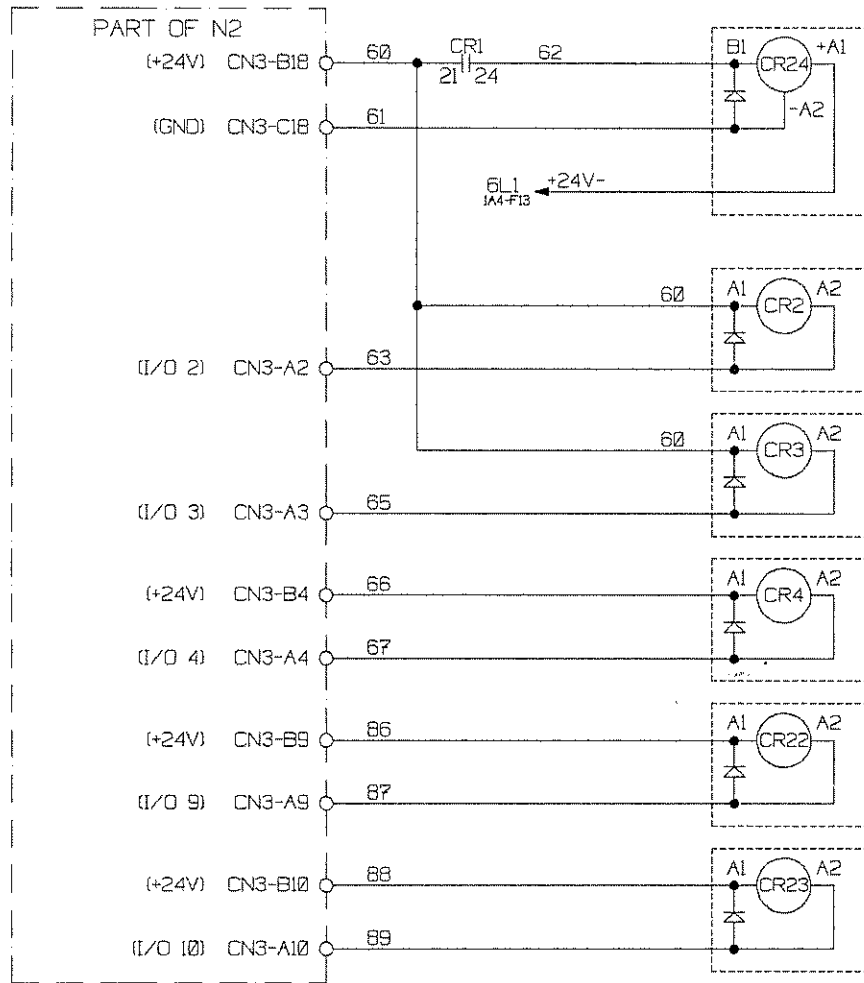 PART OF N2
(+24V) CN3-B18 60 CR1 62 B1 CR24 +A1
21 24
-A2
(GND) CN3-C18 61
6L1 +24V-
1A4-F13
60 A1 CR2 A2
(I/O 2) CN3-A2 63
60 A1 CR3 A2
(I/O 3) CN3-A3 65
(+24V) CN3-B4 66 A1 CR4 A2
(I/O 4) CN3-A4 67
(+24V) CN3-B9 86 A1 CR22 A2
(I/O 9) CN3-A9 87
(+24V) CN3-B10 88 A1 CR23 A2
(I/O 10) CN3-A10 89